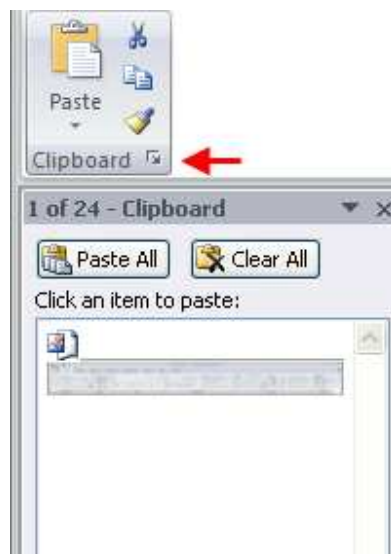 Paste
Clipboard
1 of 24 - Clipboard
Paste All Clear All
Click an item to paste: